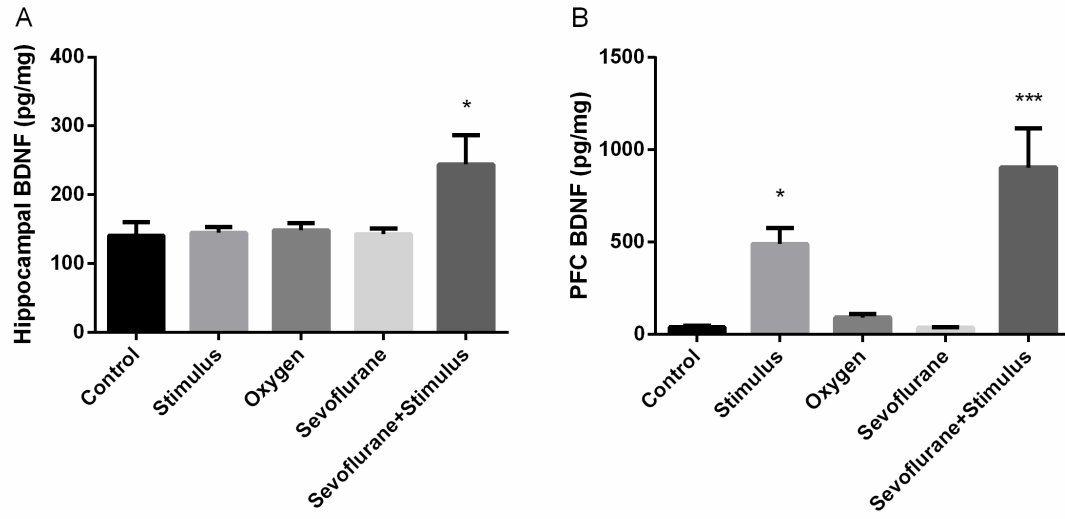 A
Hippocampal BDNF (pg/mg)
400
300
200
100
0
*
Control
Stimulus
Oxygen
Sevoflurane
Sevoflurane+Stimulus
B
PFC BDNF (pg/mg)
1500
1000
500
0
*
***
Control
Stimulus
Oxygen
Sevoflurane
Sevoflurane+Stimulus